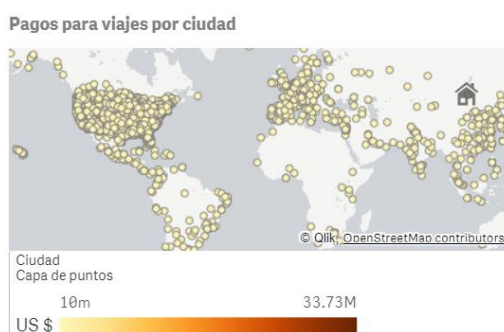 Pagos para viajes por ciudad
© Qlik, OpenStreetMap contributors
Ciudad
Capa de puntos
10m 33.73M
US $